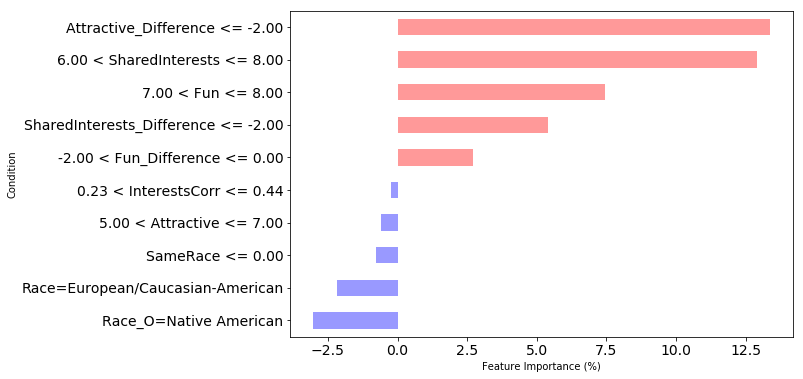 Attractive_Difference <= -2.00
6.00 < SharedInterests <= 8.00
7.00 < Fun <= 8.00
SharedInterests_Difference <= -2.00
-2.00 < Fun_Difference <= 0.00
0.23 < InterestsCorr <= 0.44
5.00 < Attractive <= 7.00
SameRace <= 0.00
Race=European/Caucasian-American
Race_O=Native American
Condition
−2.5 0.0 2.5 5.0 7.5 10.0 12.5
Feature Importance (%)